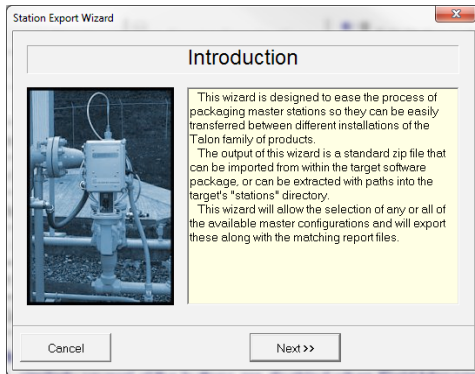 Station Export Wizard
Introduction
This wizard is designed to ease the process of
packaging master stations so they can be easily
transferred between different installations of the
Talon family of products.
The output of this wizard is a standard zip file that
can be imported from within the target software
package, or can be extracted with paths into the
target's "stations" directory.
This wizard will allow the selection of any or all of
the available master configurations and will export
these along with the matching report files.
Cancel
Next >>